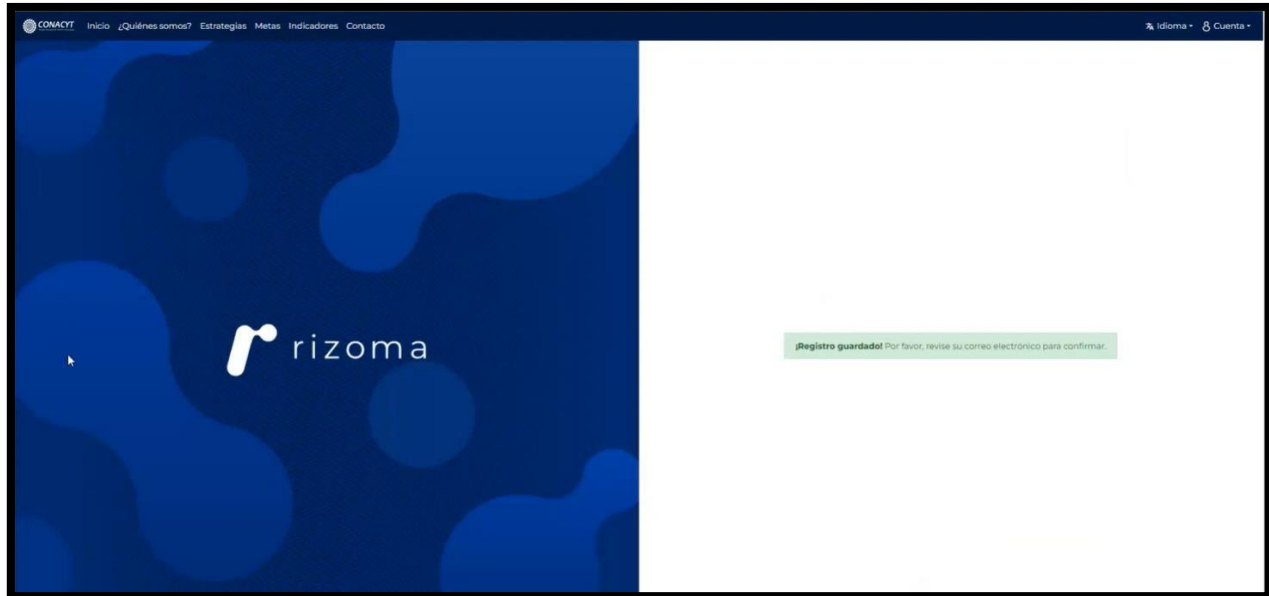 CONACYT Inicio ¿Quiénes somos? Estrategias Metas Indicadores Contacto Idioma Cuenta
rizoma
¡Registro guardado! Por favor, revise su correo electrónico para confirmar.